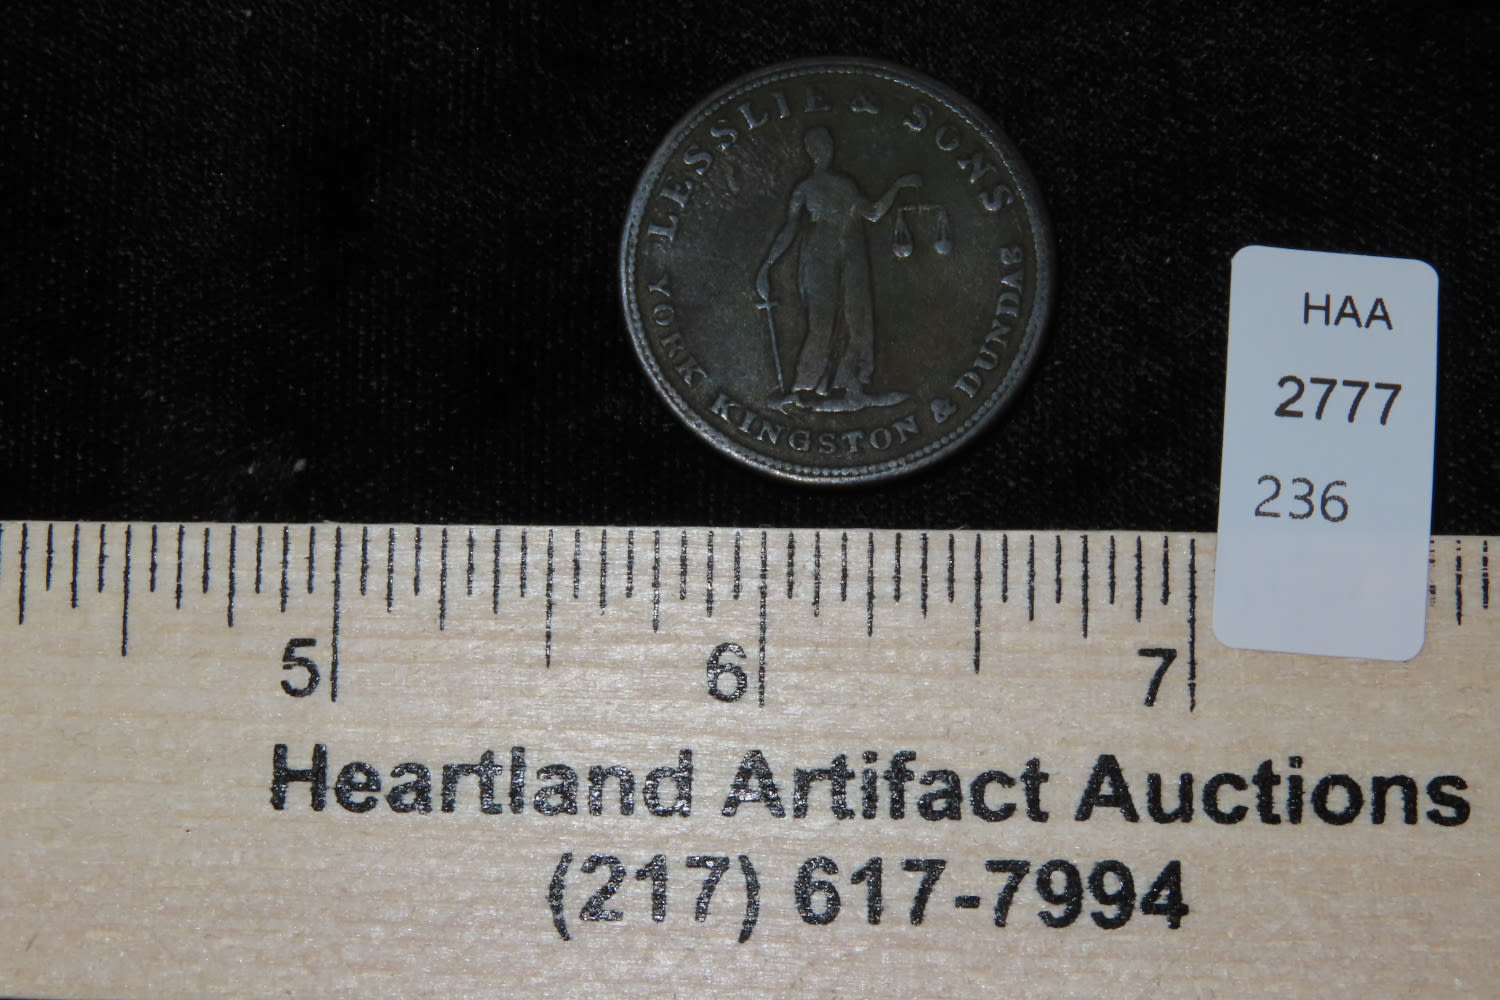 LESSLIE & SONS
YORK KINGSTON & DUNDAS
HAA
2777
236
5 6 7
Heartland Artifact Auctions
(217) 617-7994